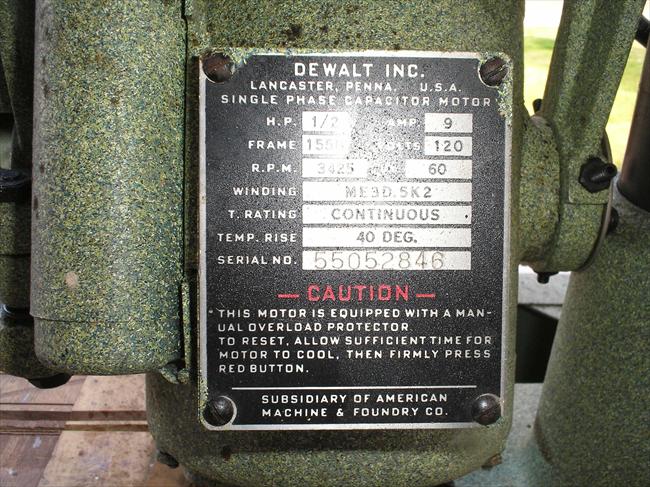 DEWALT INC.
LANCASTER, PENNA. U.S.A.
SINGLE PHASE CAPACITOR MOTOR
H.P. 1/2 AMP. 9
FRAME VOLTS 120
R.P.M. 3425 60
WINDING ME3D.5K2
T. RATING CONTINUOUS
TEMP. RISE 40 DEG.
SERIAL NO. 55052846
— CAUTION —
THIS MOTOR IS EQUIPPED WITH A MAN-
UAL OVERLOAD PROTECTOR
TO RESET, ALLOW SUFFICIENT TIME FOR
MOTOR TO COOL, THEN FIRMLY PRESS
RED BUTTON.
SUBSIDIARY OF AMERICAN
MACHINE & FOUNDRY CO.